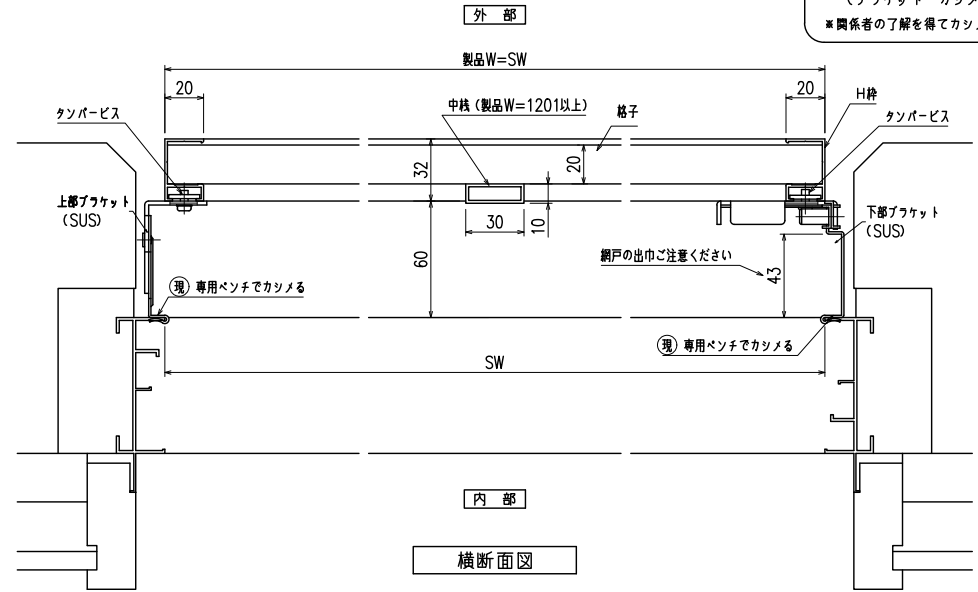 外 部
(ブラケット カシメ
※関係者の了解を得てカシメ
製品W=SW
20
20
タンパービス
中桟 (製品W=1201以上)
格子
H枠
タンパービス
32
20
上部ブラケット
(SUS)
30
10
60
下部ブラケット
(SUS)
網戸の出巾ご注意ください
43
現 専用ペンチでカシメる
現 専用ペンチでカシメる
SW
内 部
横断面図